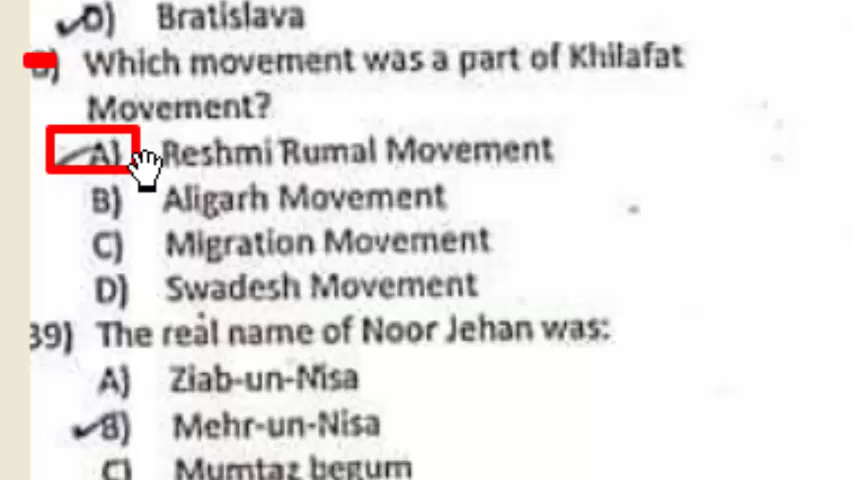 D) Bratislava
Which movement was a part of Khilafat
Movement?
A) Reshmi Rumal Movement
B) Aligarh Movement
C) Migration Movement
D) Swadesh Movement
39) The real name of Noor Jehan was:
A) Ziab-un-Nisa
B) Mehr-un-Nisa
C) Mumtaz begum